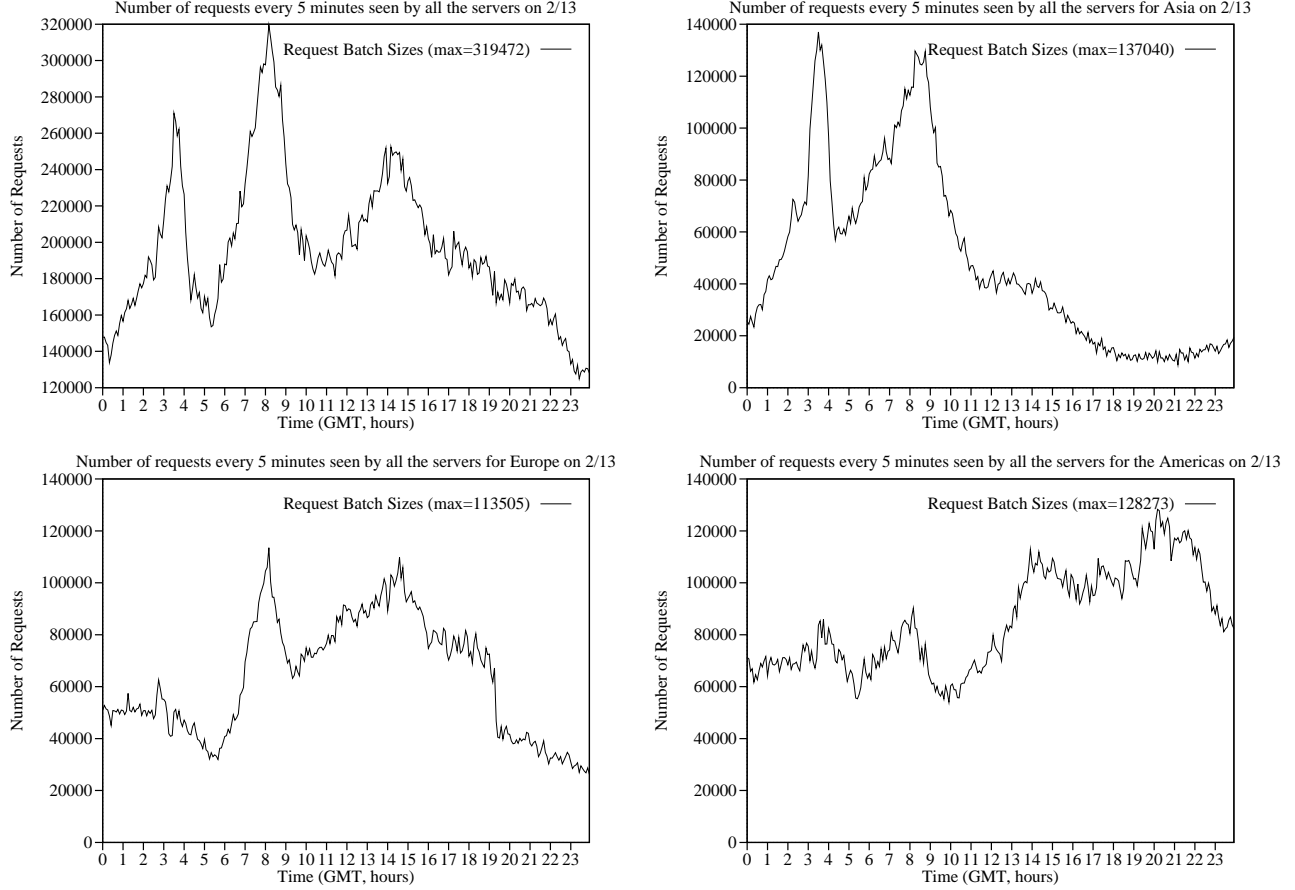 Number of requests every 5 minutes seen by all the servers on 2/13
Request Batch Sizes (max=319472)
Number of Requests
320000
300000
280000
260000
240000
220000
200000
180000
160000
140000
120000
0 1 2 3 4 5 6 7 8 9 10 11 12 13 14 15 16 17 18 19 20 21 22 23
Time (GMT, hours)
Number of requests every 5 minutes seen by all the servers for Asia on 2/13
Request Batch Sizes (max=137040)
Number of Requests
140000
120000
100000
80000
60000
40000
20000
0
0 1 2 3 4 5 6 7 8 9 10 11 12 13 14 15 16 17 18 19 20 21 22 23
Time (GMT, hours)
Number of requests every 5 minutes seen by all the servers for Europe on 2/13
Request Batch Sizes (max=113505)
Number of Requests
140000
120000
100000
80000
60000
40000
20000
0
0 1 2 3 4 5 6 7 8 9 10 11 12 13 14 15 16 17 18 19 20 21 22 23
Time (GMT, hours)
Number of requests every 5 minutes seen by all the servers for the Americas on 2/13
Request Batch Sizes (max=128273)
Number of Requests
140000
120000
100000
80000
60000
40000
20000
0
0 1 2 3 4 5 6 7 8 9 10 11 12 13 14 15 16 17 18 19 20 21 22 23
Time (GMT, hours)